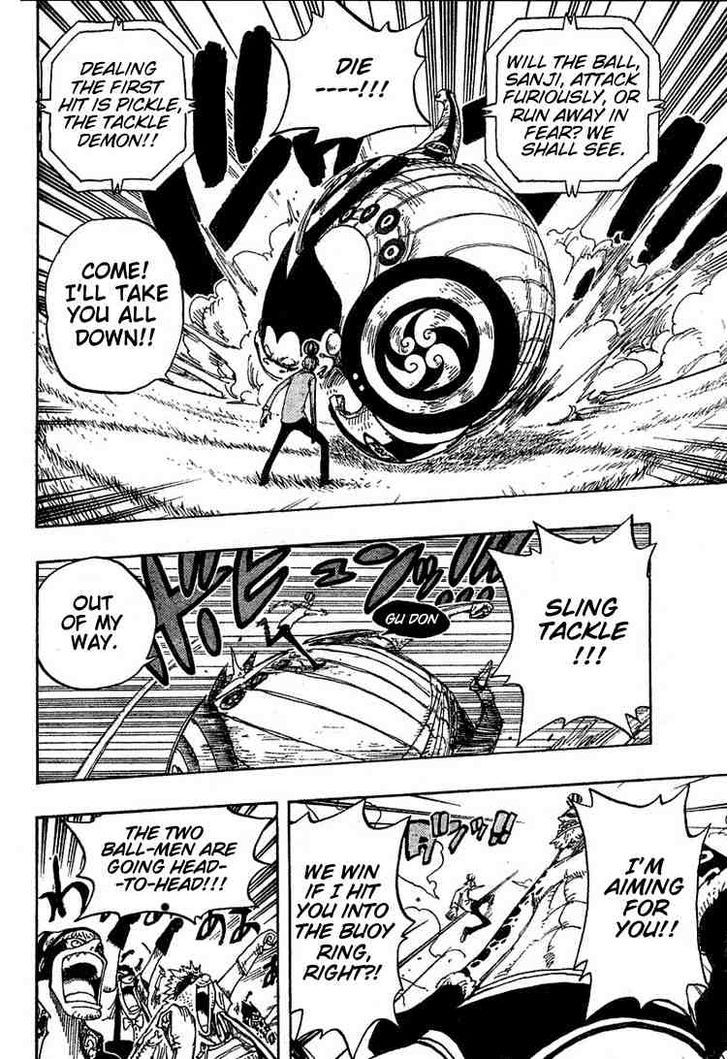 WILL THE BALL,
SANJI, ATTACK
FURIOUSLY, OR
RUN AWAY IN
FEAR? WE
SHALL SEE.
DIE
----!!!
DEALING
THE FIRST
HIT IS PICKLE,
THE TACKLE
DEMON!!
COME!
I'LL TAKE
YOU ALL
DOWN!!
SLING
TACKLE
!!!
GU DON
OUT
OF MY
WAY.
I'M
AIMING
FOR
YOU!!
WE WIN
IF I HIT
YOU INTO
THE BUOY
RING,
RIGHT?!
THE TWO
BALL-MEN ARE
GOING HEAD-
-TO-HEAD!!!